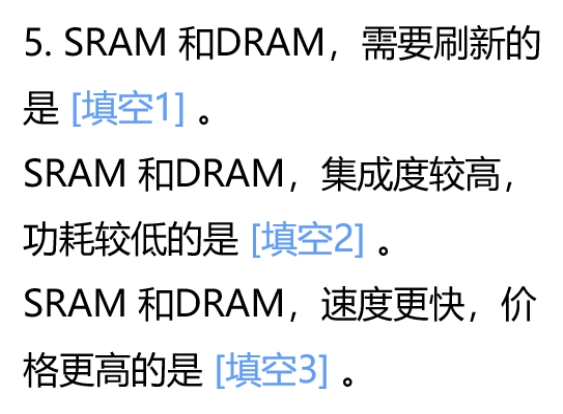 5. SRAM 和DRAM，需要刷新的
是 [填空1] 。
SRAM 和DRAM，集成度较高，
功耗较低的是 [填空2] 。
SRAM 和DRAM，速度更快，价
格更高的是 [填空3] 。